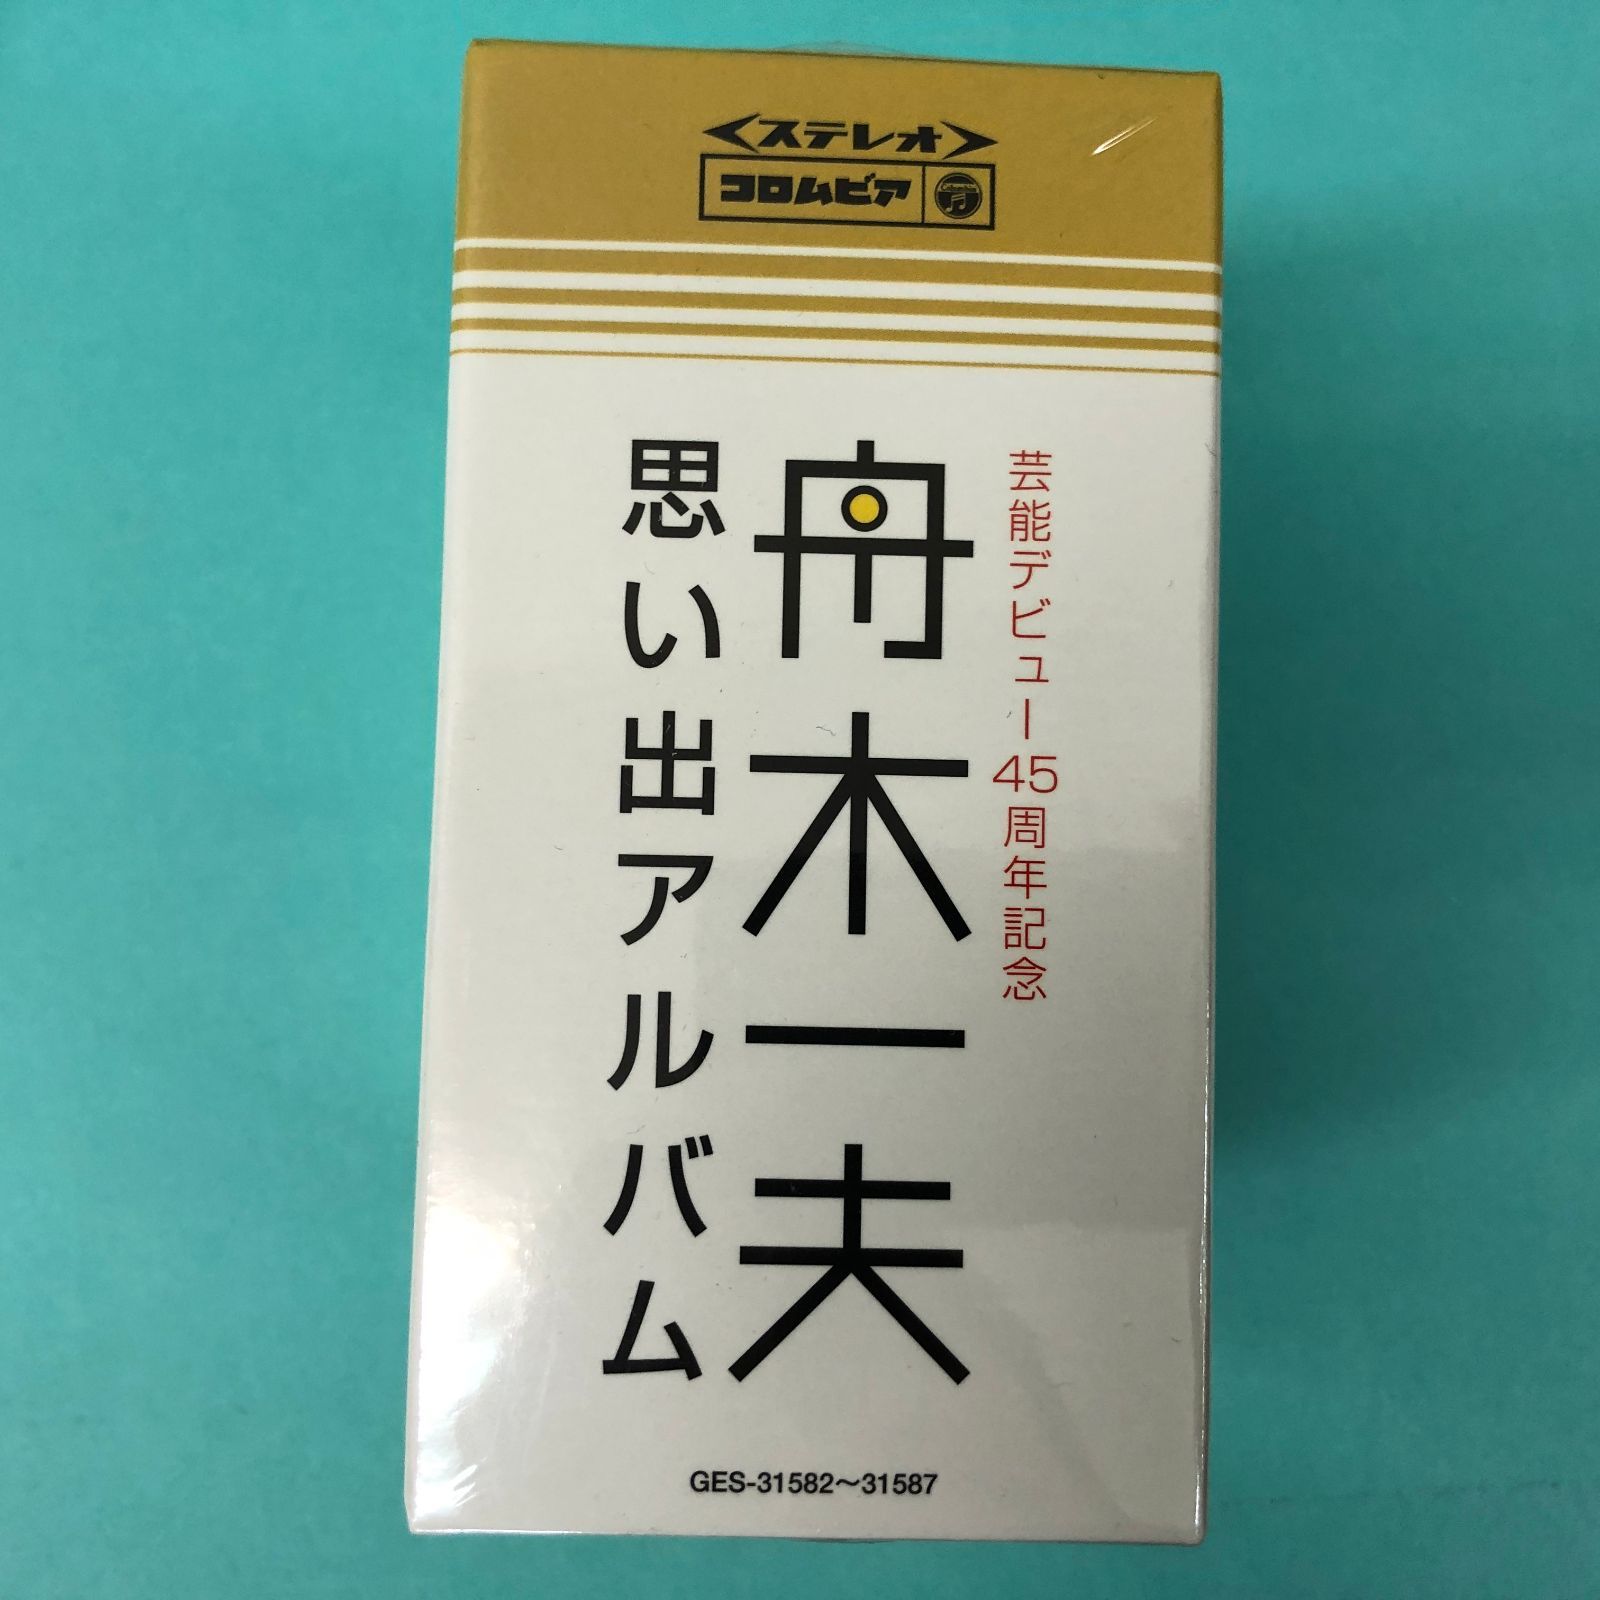 ＜ステレオ＞
コロムビア
芸能デビュー45周年記念
舟木一夫
思い出アルバム
GES-31582～31587